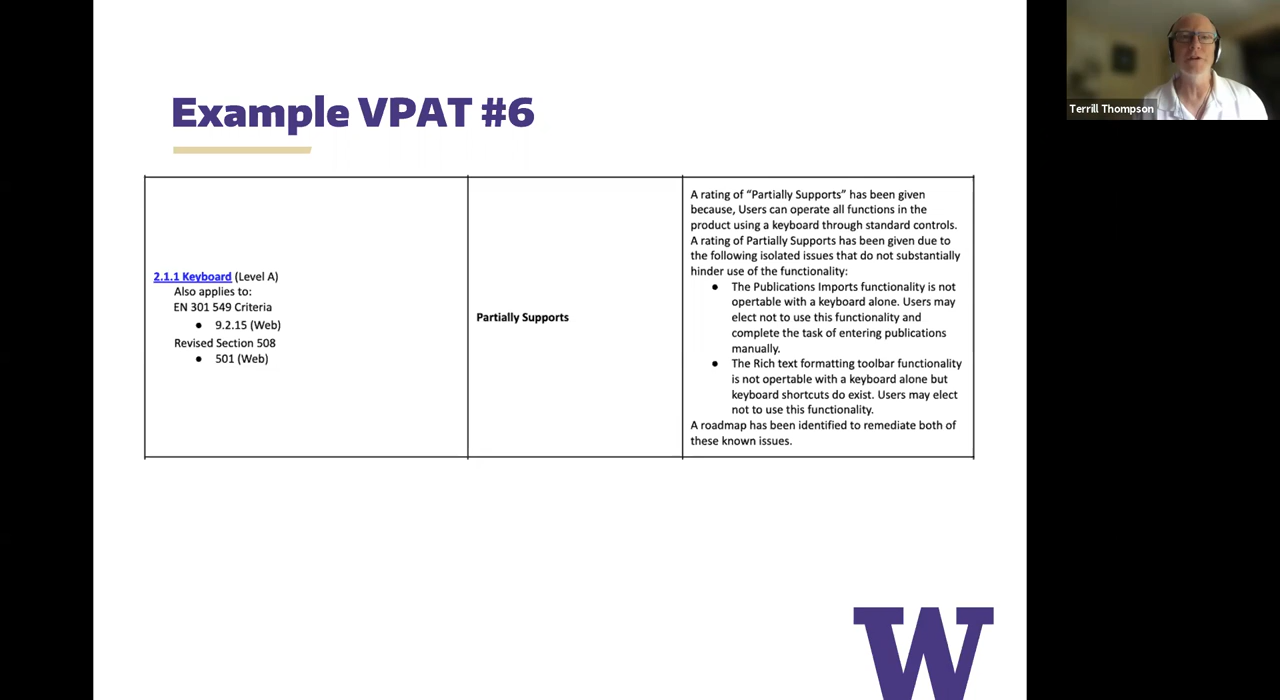 Example VPAT #6
2.1.1 Keyboard (Level A)
Also applies to:
EN 301 549 Criteria
• 9.2.15 (Web)
Revised Section 508
• 501 (Web)
Partially Supports
A rating of “Partially Supports” has been given
because, Users can operate all functions in the
product using a keyboard through standard controls.
A rating of Partially Supports has been given due to
the following isolated issues that do not substantially
hinder use of the functionality:
• The Publications Imports functionality is not
opertable with a keyboard alone. Users may
elect not to use this functionality and
complete the task of entering publications
manually.
• The Rich text formatting toolbar functionality
is not opertable with a keyboard alone but
keyboard shortcuts do exist. Users may elect
not to use this functionality.
A roadmap has been identified to remediate both of
these known issues.
W
Terrill Thompson